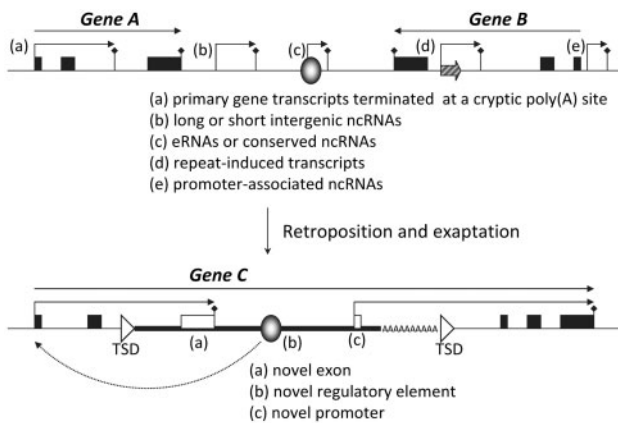 Gene A
Gene B
(a)
(b)
(c)
(d)
(e)
(a) primary gene transcripts terminated at a cryptic poly(A) site
(b) long or short intergenic ncRNAs
(c) eRNAs or conserved ncRNAs
(d) repeat-induced transcripts
(e) promoter-associated ncRNAs
Retroposition and exaptation
Gene C
TSD
(a)
(b)
(c)
AAAAAAAAAA
TSD
(a) novel exon
(b) novel regulatory element
(c) novel promoter